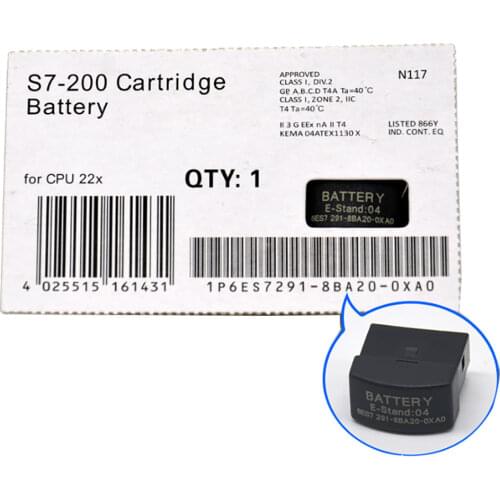 S7-200 Cartridge
Battery
for CPU 22x
QTY: 1
APPROVED
CLASS I, DIV.2
GP. A.B.C.D T4A Ta=40˚C
CLASS I, ZONE 2, IIC
T4 Ta=40˚C
II 3 G EEx nA II T4
KEMA 04ATEX1130 X
N117
LISTED 866Y
IND. CONT. EQ
BATTERY
E-Stand:04
6ES7 291-8BA20-0XA0
4 025515 161431
1P6ES7291-8BA20-0XA0
BATTERY
E-Stand:04
6ES7 291-8BA20-0XA0